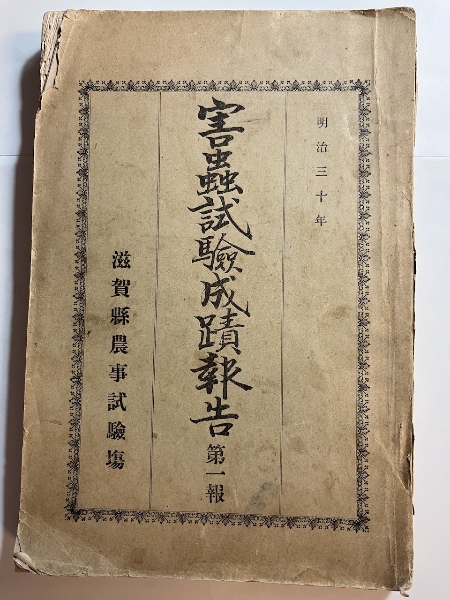 明治三十年
害蟲試驗成蹟報告 第一報
滋賀縣農事試驗塲